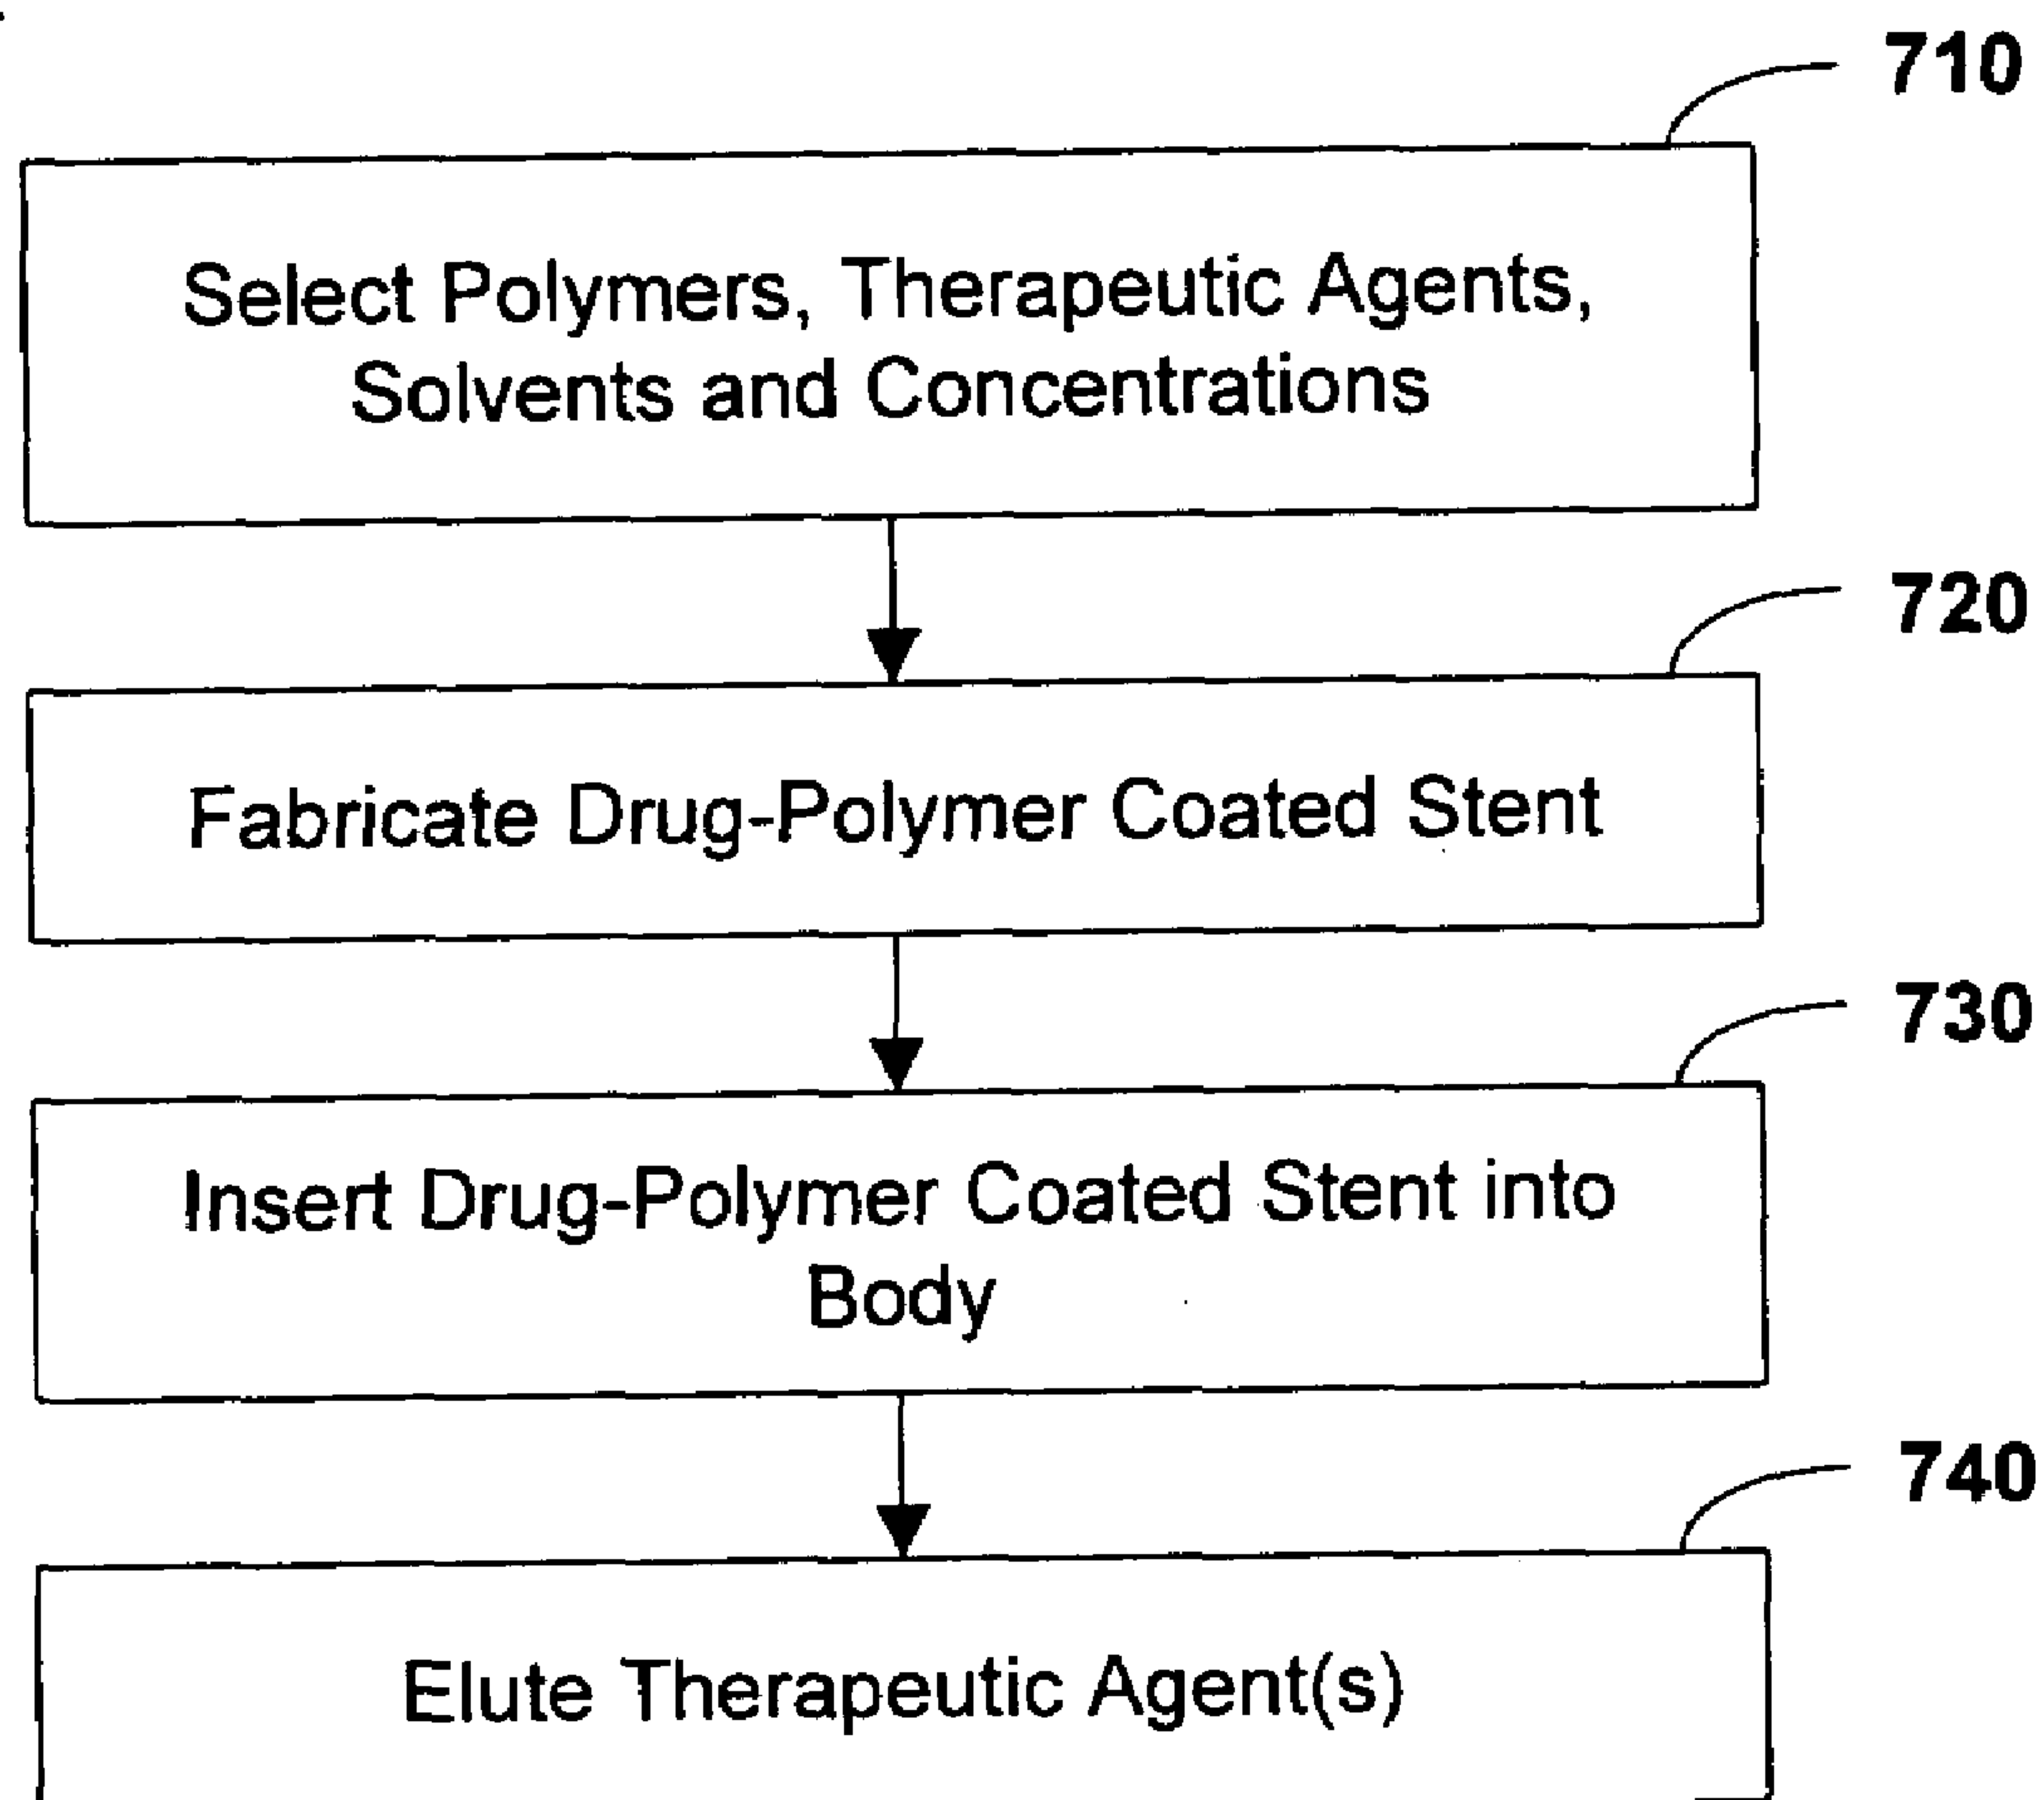 710
Select Polymers, Therapeutic Agents,
Solvents and Concentrations
720
Fabricate Drug-Polymer Coated Stent
730
Insert Drug-Polymer Coated Stent into
Body
740
Elute Therapeutic Agent(s)